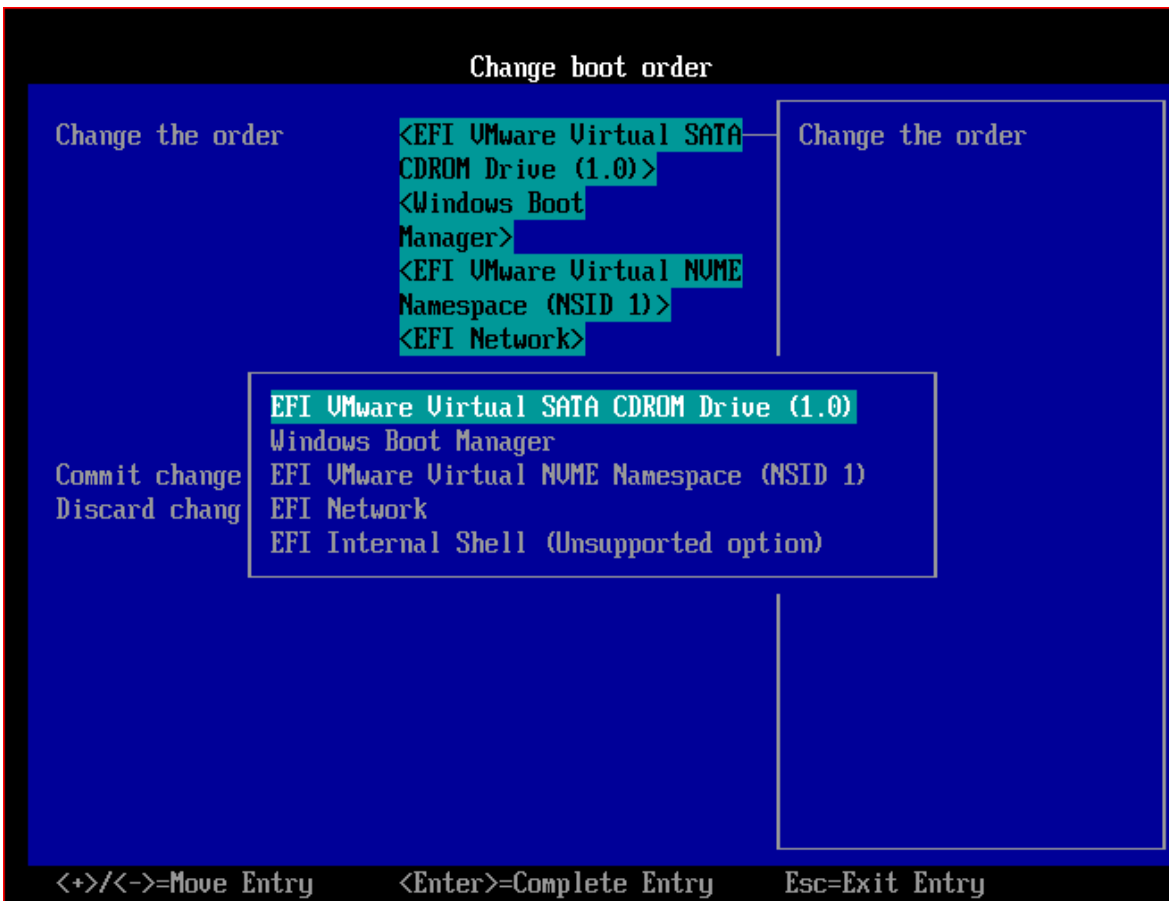 Change boot order
Change the order
<EFI VMware Virtual SATA
CDROM Drive (1.0)>
<Windows Boot
Manager>
<EFI VMware Virtual NVME
Namespace (NSID 1)>
<EFI Network>
Change the order
EFI VMware Virtual SATA CDROM Drive (1.0)
Windows Boot Manager
EFI VMware Virtual NVME Namespace (NSID 1)
EFI Network
EFI Internal Shell (Unsupported option)
Commit change
Discard chang
<+>/<->=Move Entry
<Enter>=Complete Entry
Esc=Exit Entry